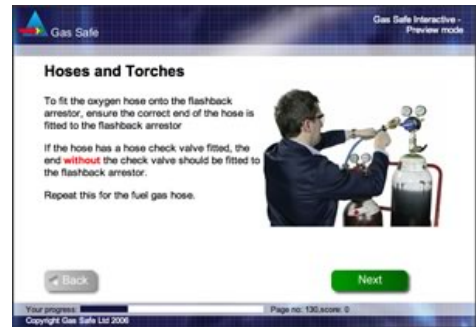 Gas Safe
Gas Safe Interactive -
Preview mode
Hoses and Torches
To fit the oxygen hose onto the flashback
arrestor, ensure the correct end of the hose is
fitted to the flashback arrestor
If the hose has a hose check valve fitted, the
end without the check valve should be fitted to
the flashback arrestor.
Repeat this for the fuel gas hose.
Back
Next
Your progress:
Page no: 130,score: 0
Copyright Gas Safe Ltd 2006